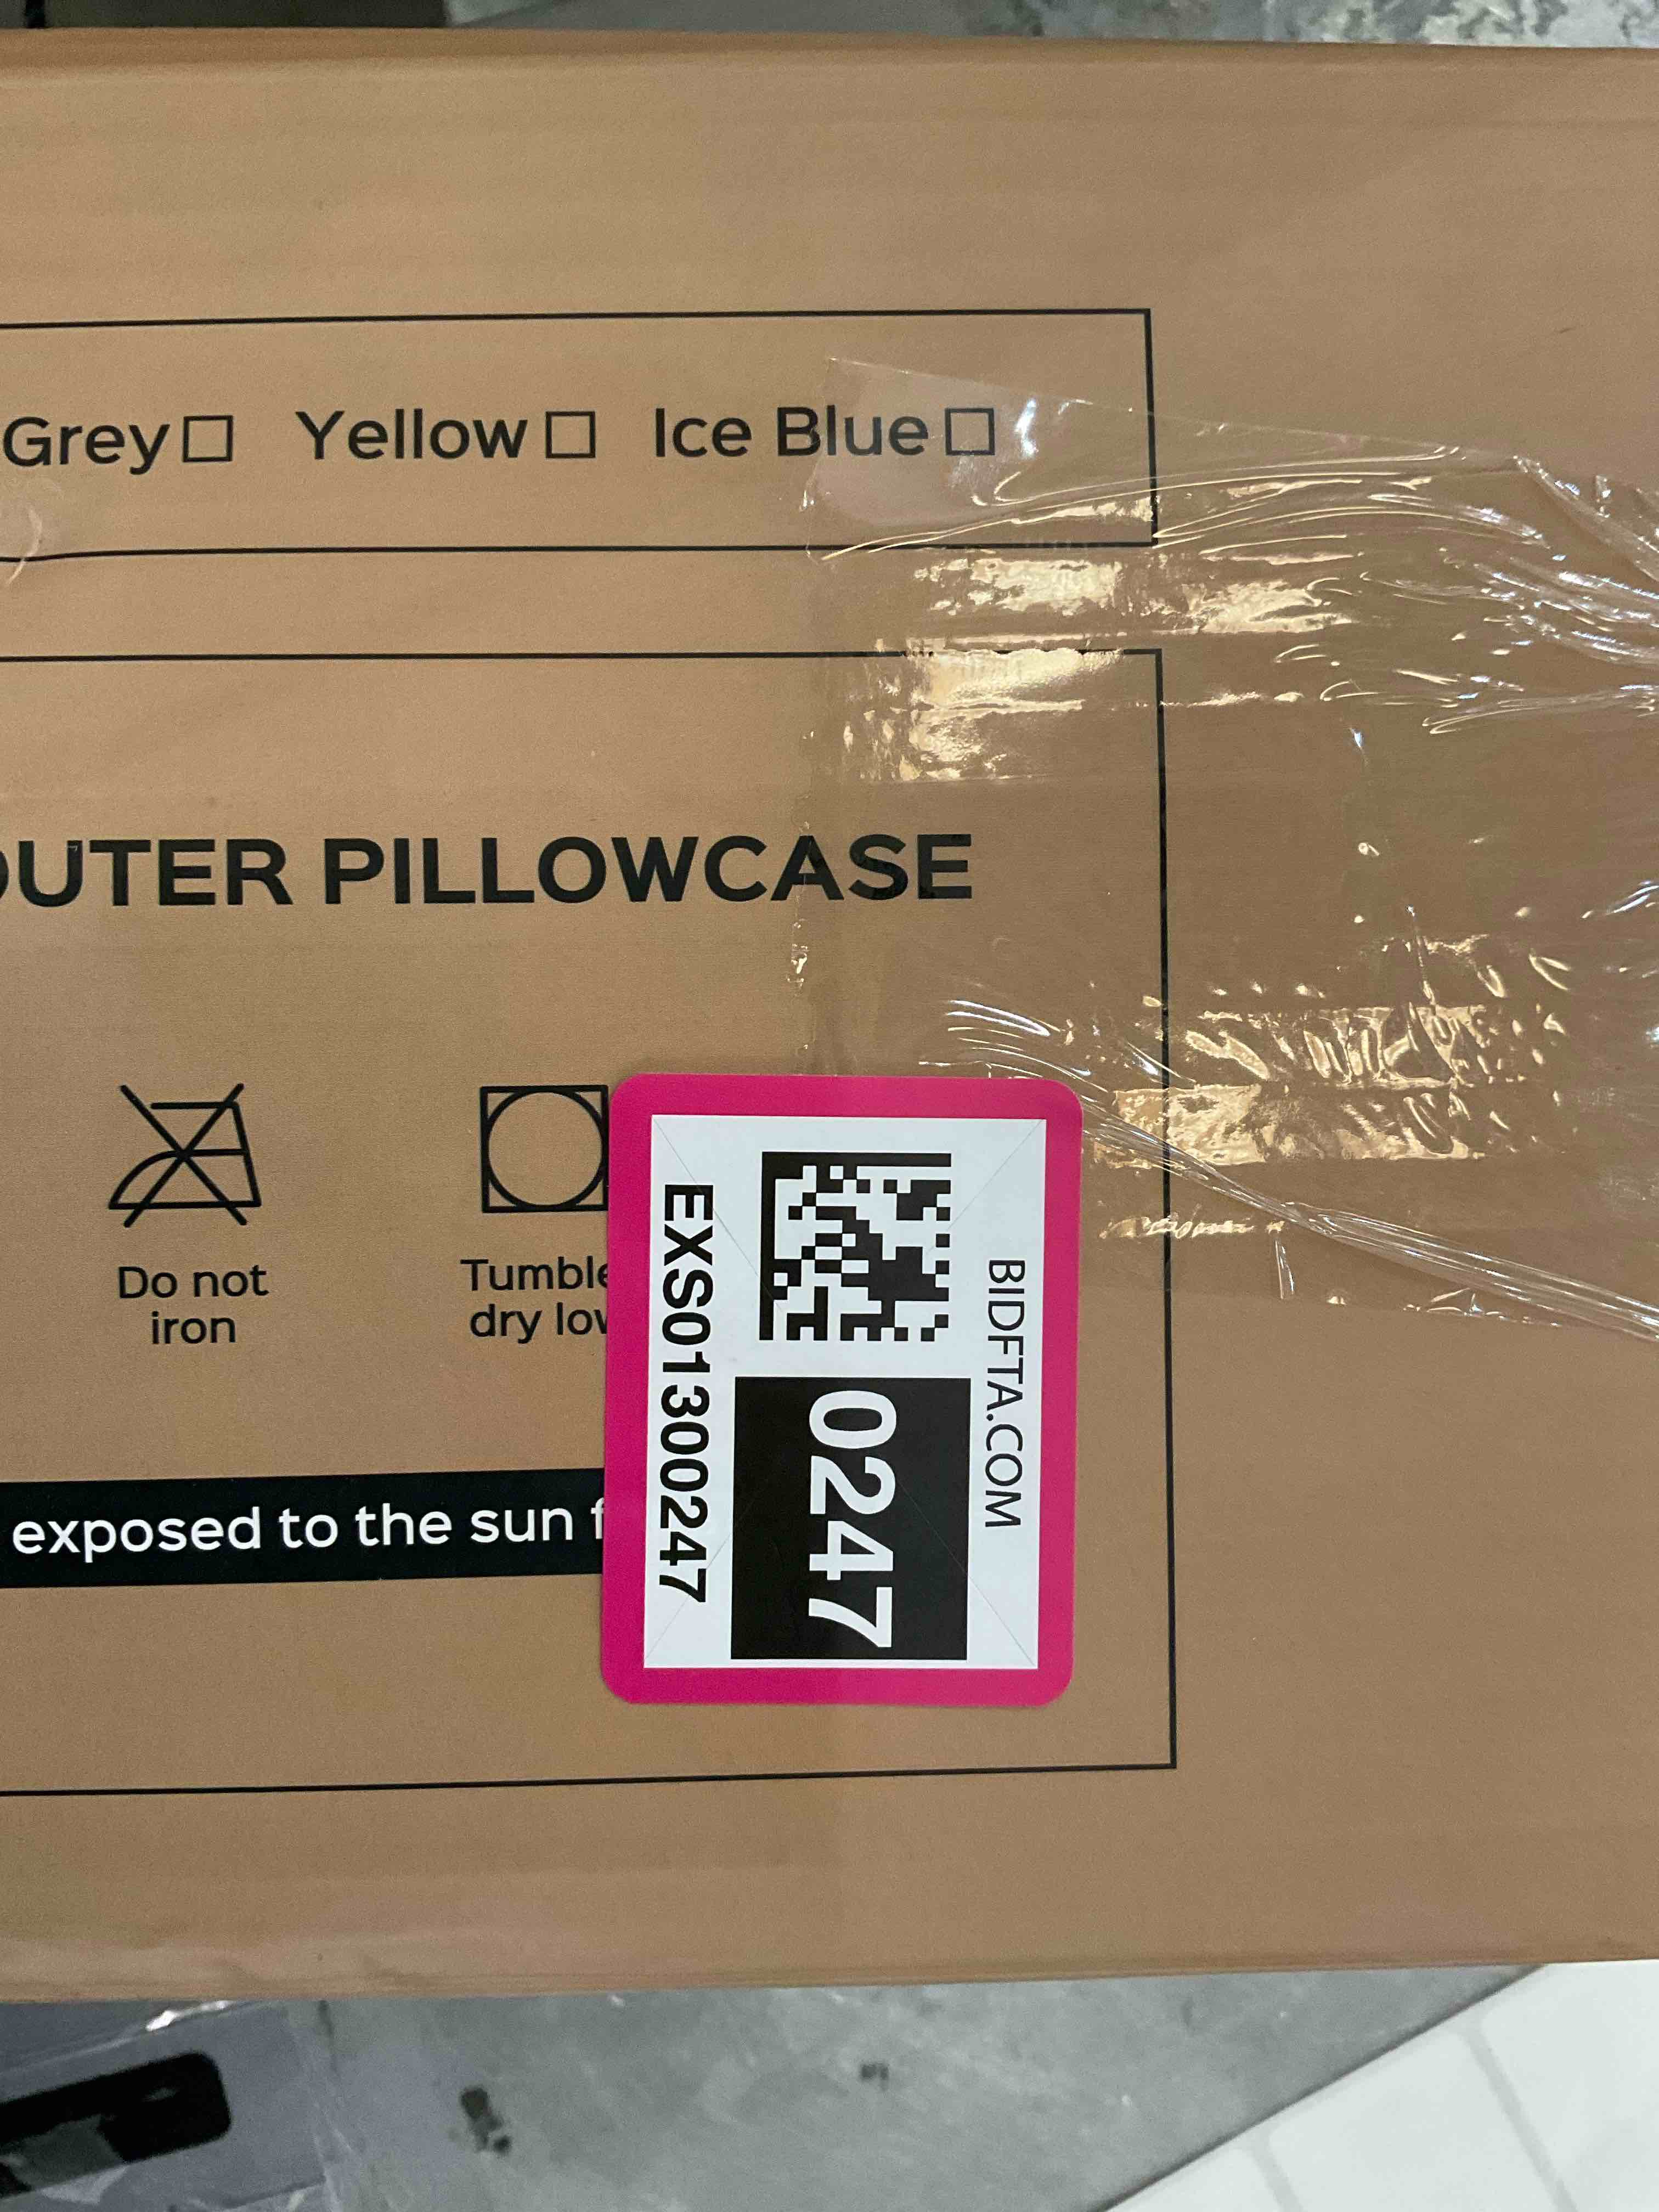 Grey□ Yellow□ Ice Blue□
OUTER PILLOWCASE
Do not
iron
Tumble
dry low
exposed to the sun f
BIDFTA.COM
0247
EXS01300247